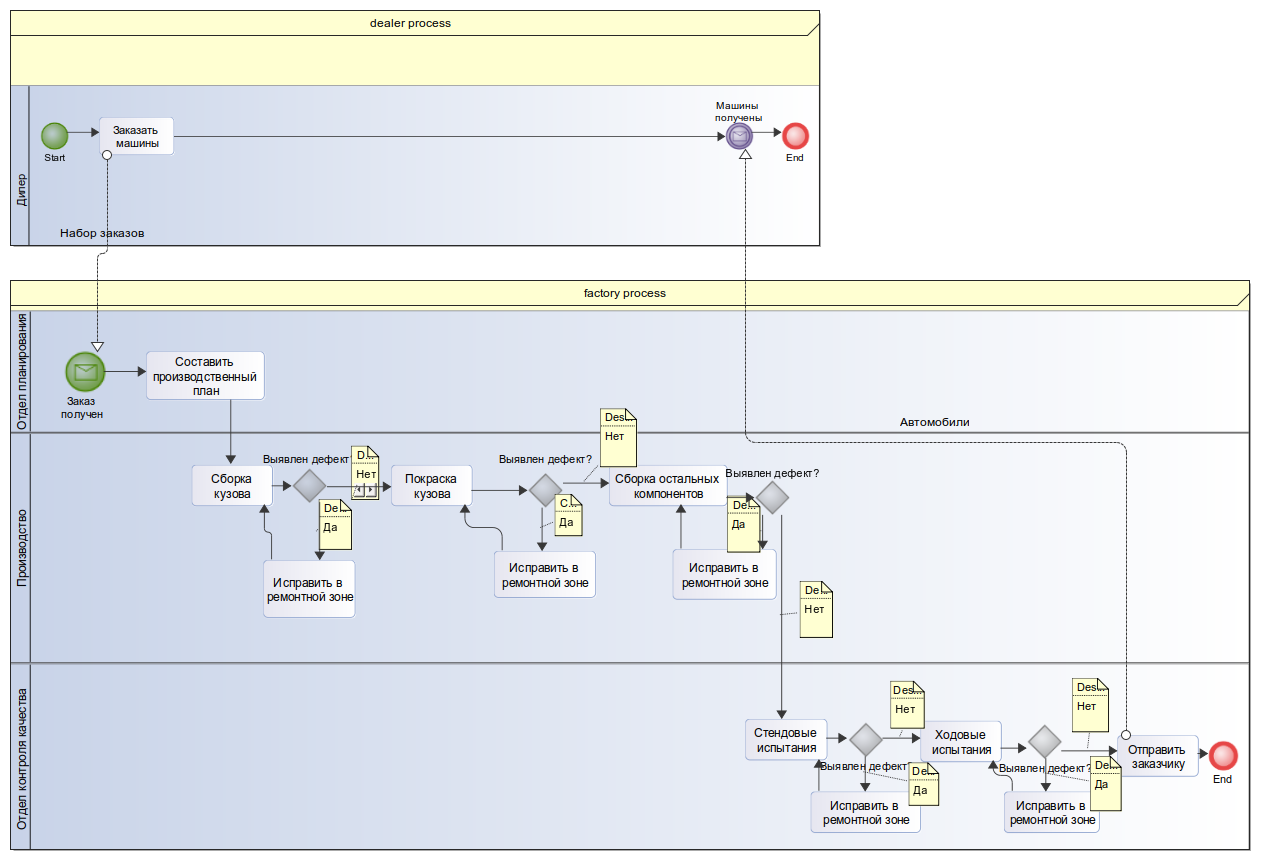 dealer process
Дилер
Start
Заказать
машины
Машины
получены
End
Набор заказов
factory process
Отдел планирования
Заказ
получен
Составить
производственный
план
Автомобили
Производство
Сборка
кузова
Выявлен дефект?
D...
Нет
De...
Да
Исправить в
ремонтной зоне
Покраска
кузова
Выявлен дефект?
Des...
Нет
C...
Да
Исправить в
ремонтной зоне
Сборка остальных
компонентов
Выявлен дефект?
De...
Да
Исправить в
ремонтной зоне
De...
Нет
Отдел контроля качества
Стендовые
испытания
Выявлен дефект?
Des...
Нет
De...
Да
Исправить в
ремонтной зоне
Ходовые
испытания
Выявлен дефект?
Des...
Нет
De...
Да
Исправить в
ремонтной зоне
Отправить
заказчику
End